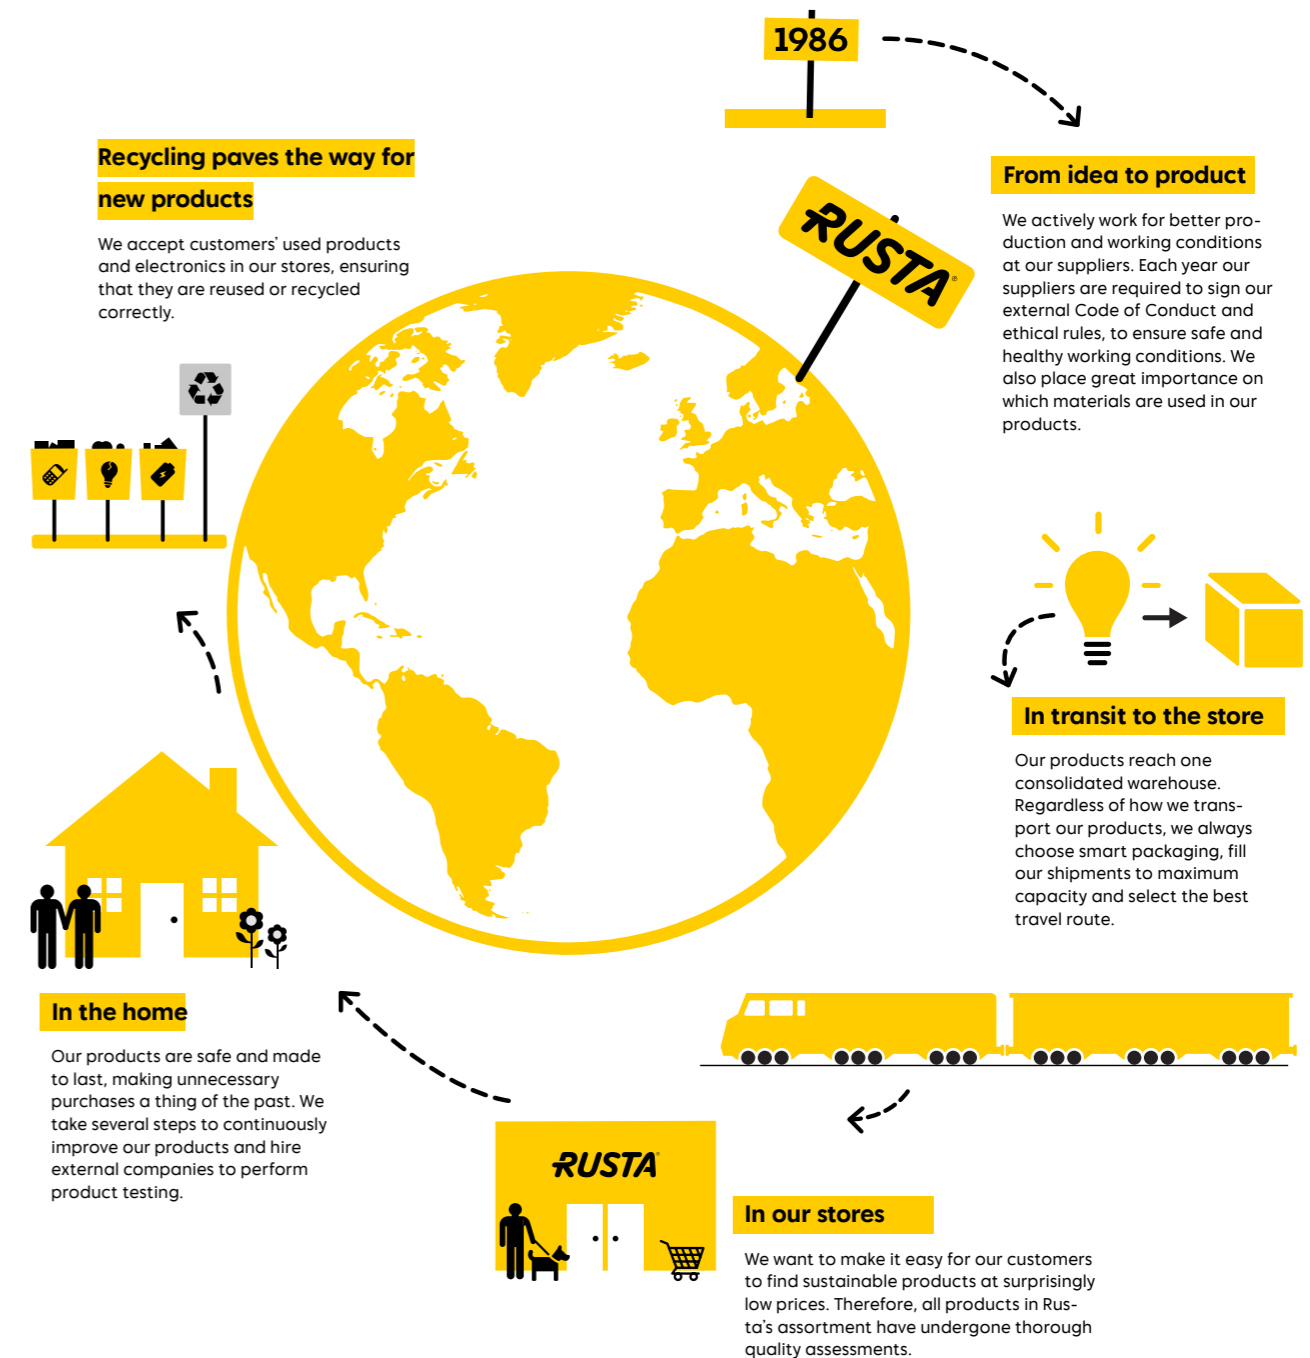 1986
RUSTA®
From idea to product
We actively work for better pro-
duction and working conditions
at our suppliers. Each year our
suppliers are required to sign our
external Code of Conduct and
ethical rules, to ensure safe and
healthy working conditions. We
also place great importance on
which materials are used in our
products.
In transit to the store
Our products reach one
consolidated warehouse.
Regardless of how we trans-
port our products, we always
choose smart packaging, fill
our shipments to maximum
capacity and select the best
travel route.
RUSTA®
In our stores
We want to make it easy for our customers
to find sustainable products at surprisingly
low prices. Therefore, all products in Rus-
ta's assortment have undergone thorough
quality assessments.
In the home
Our products are safe and made
to last, making unnecessary
purchases a thing of the past. We
take several steps to continuously
improve our products and hire
external companies to perform
product testing.
Recycling paves the way for
new products
We accept customers' used products
and electronics in our stores, ensuring
that they are reused or recycled
correctly.